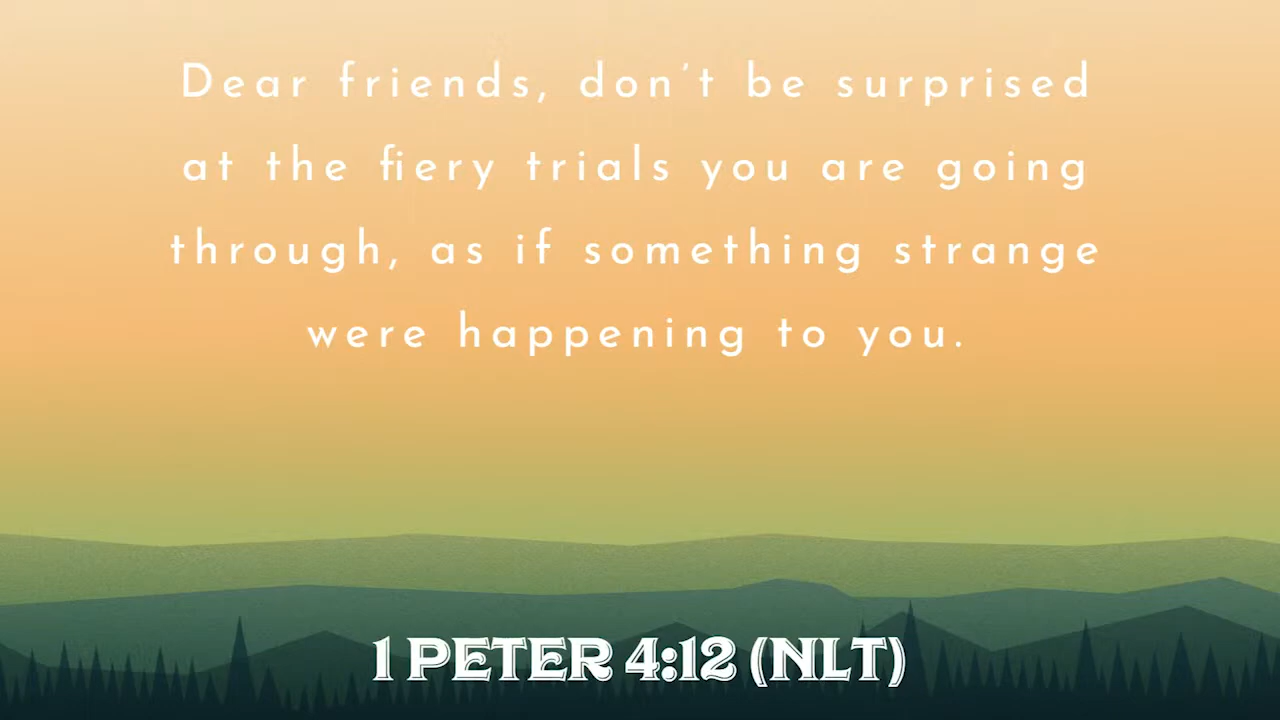 Dear friends, don’t be surprised
at the fiery trials you are going
through, as if something strange
were happening to you.
1 PETER 4:12 (NLT)